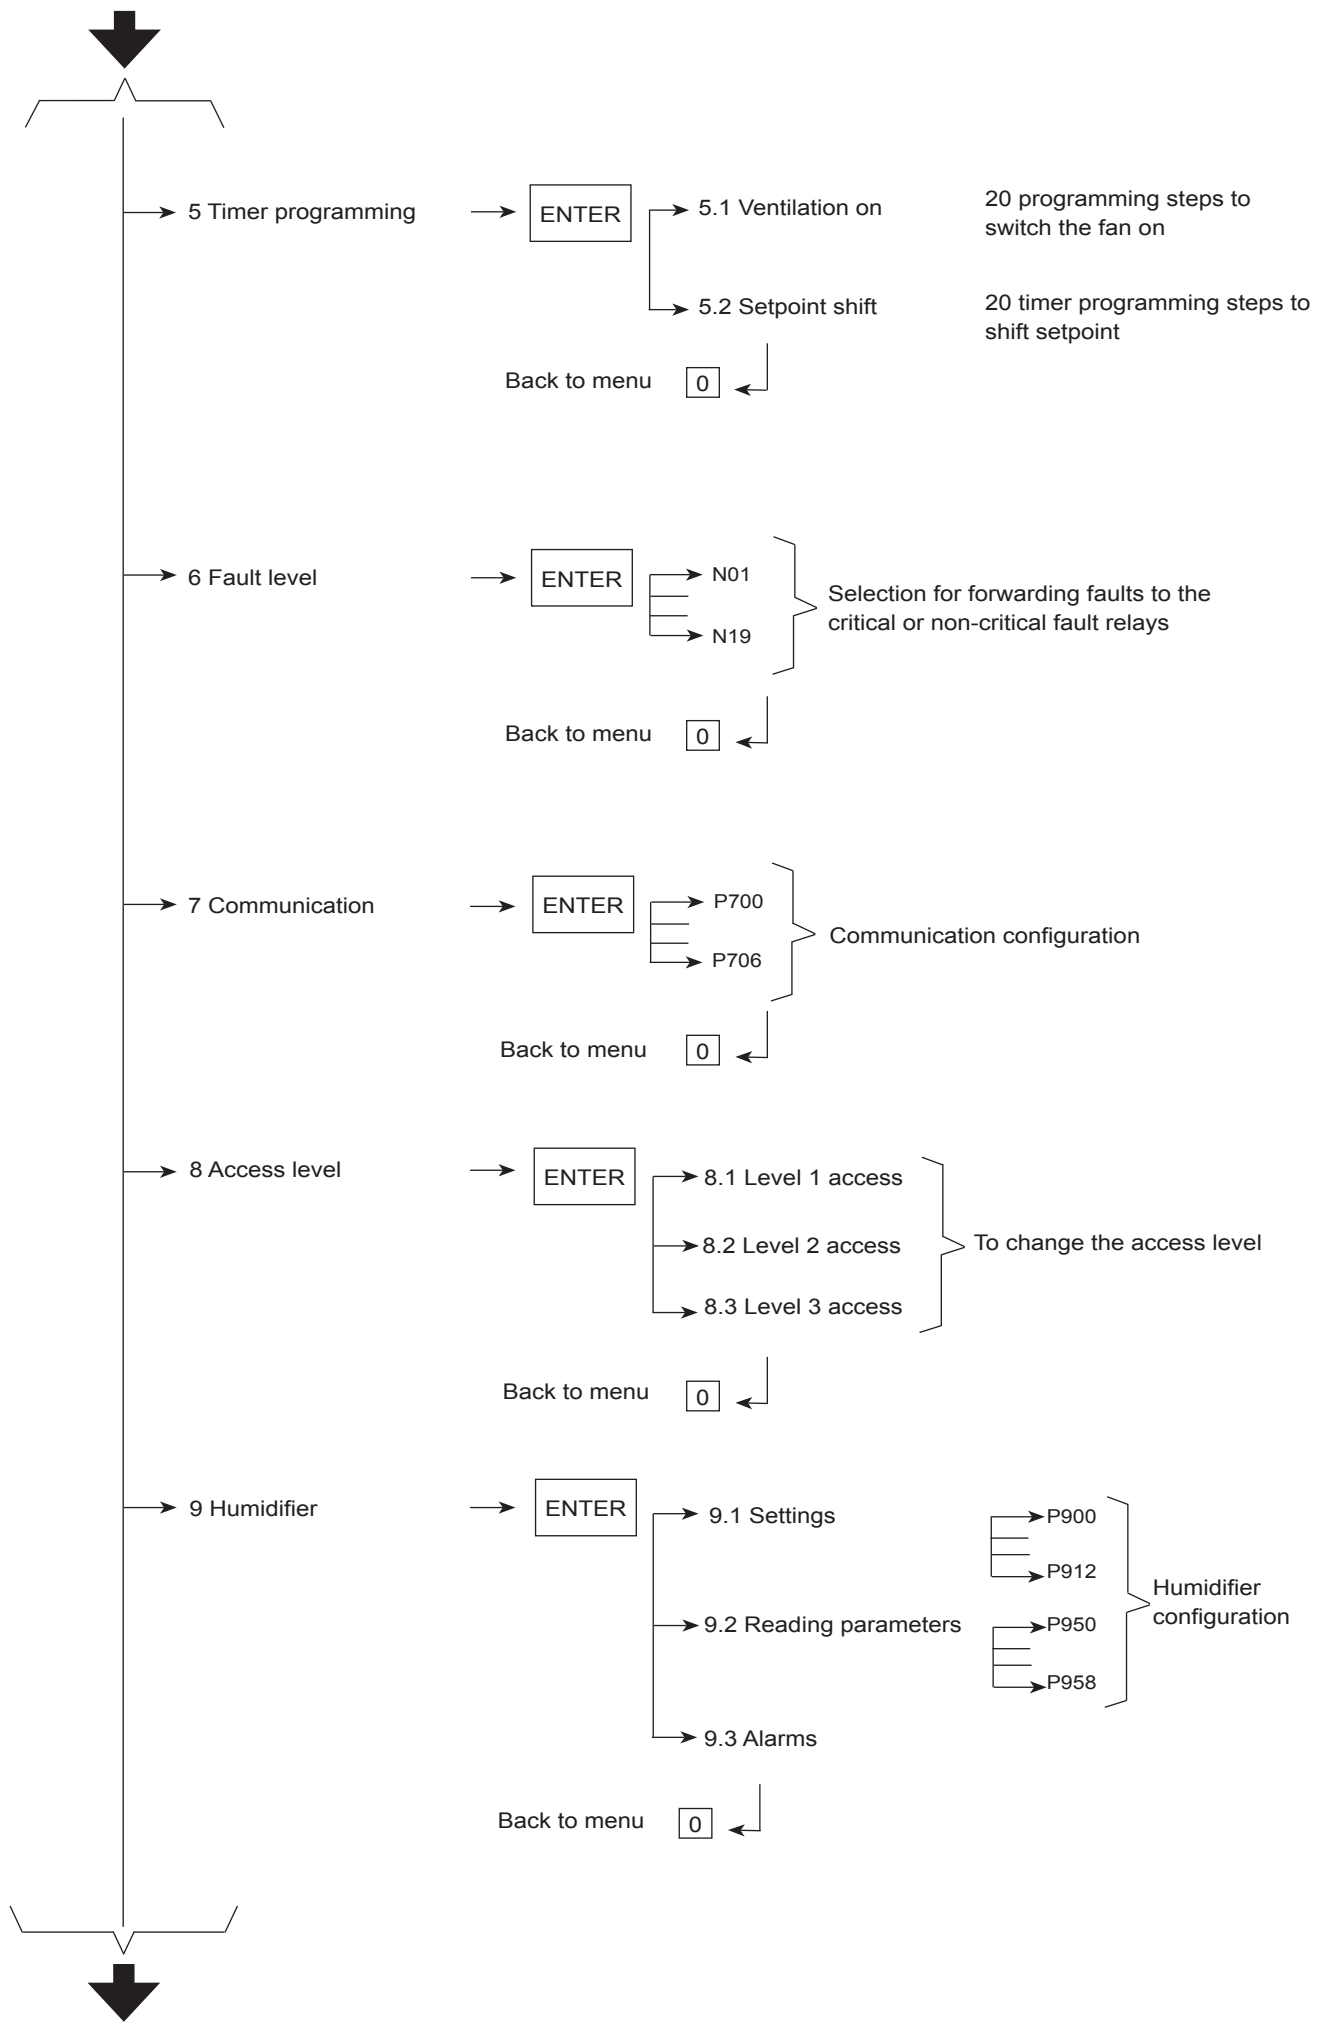 5 Timer programming
ENTER
5.1 Ventilation on
20 programming steps to
switch the fan on
5.2 Setpoint shift
20 timer programming steps to
shift setpoint
Back to menu
0
6 Fault level
ENTER
N01
N19
Selection for forwarding faults to the
critical or non-critical fault relays
Back to menu
0
7 Communication
ENTER
P700
P706
Communication configuration
Back to menu
0
8 Access level
ENTER
8.1 Level 1 access
8.2 Level 2 access
8.3 Level 3 access
To change the access level
Back to menu
0
9 Humidifier
ENTER
9.1 Settings
P900
P912
9.2 Reading parameters
P950
P958
Humidifier
configuration
9.3 Alarms
Back to menu
0